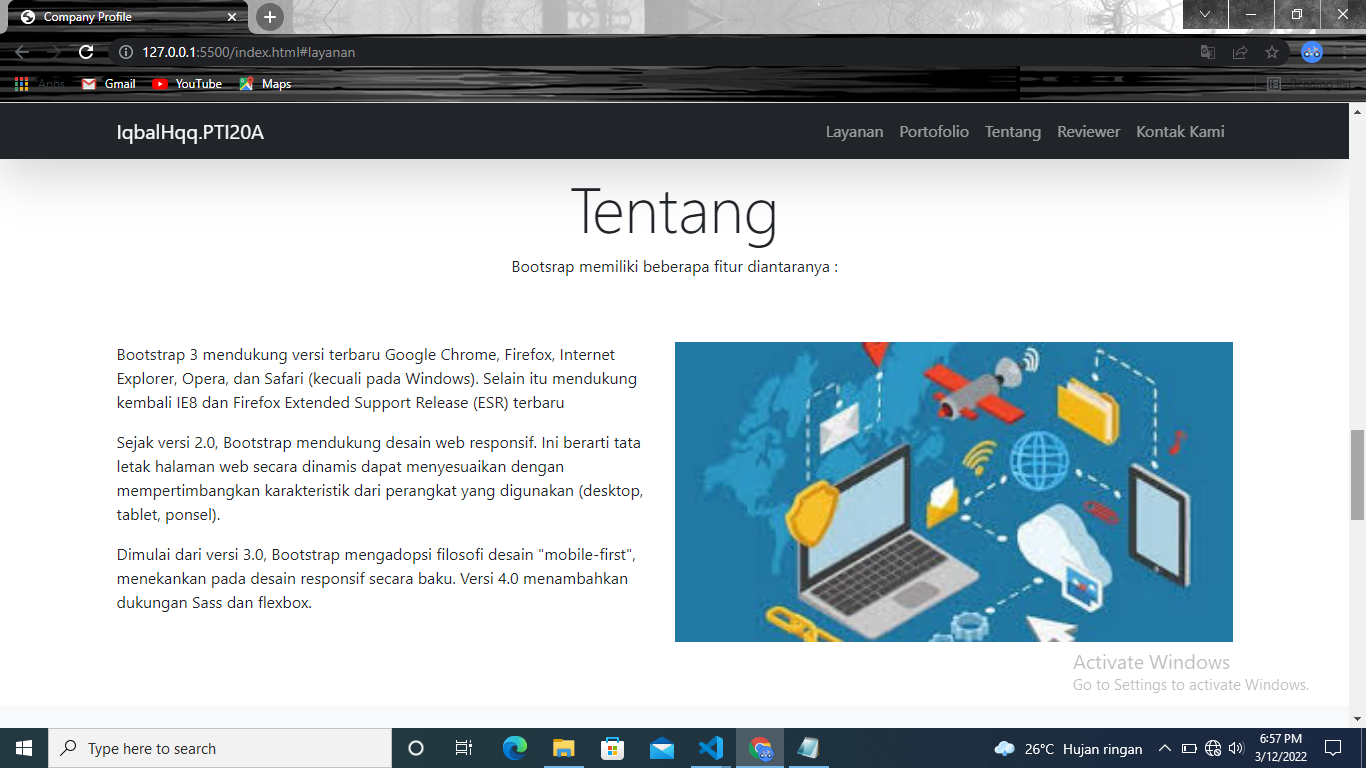 Company Profile
127.0.0.1:5500/index.html#layanan
Apps Gmail YouTube Maps
IqbalHqq.PTI20A Layanan Portofolio Tentang Reviewer Kontak Kami
Tentang
Bootsrap memiliki beberapa fitur diantaranya :
Bootstrap 3 mendukung versi terbaru Google Chrome, Firefox, Internet
Explorer, Opera, dan Safari (kecuali pada Windows). Selain itu mendukung
kembali IE8 dan Firefox Extended Support Release (ESR) terbaru
Sejak versi 2.0, Bootstrap mendukung desain web responsif. Ini berarti tata
letak halaman web secara dinamis dapat menyesuaikan dengan
mempertimbangkan karakteristik dari perangkat yang digunakan (desktop,
tablet, ponsel).
Dimulai dari versi 3.0, Bootstrap mengadopsi filosofi desain "mobile-first",
menekankan pada desain responsif secara baku. Versi 4.0 menambahkan
dukungan Sass dan flexbox.
Activate Windows
Go to Settings to activate Windows.
Type here to search
26°C Hujan ringan
6:57 PM
3/12/2022